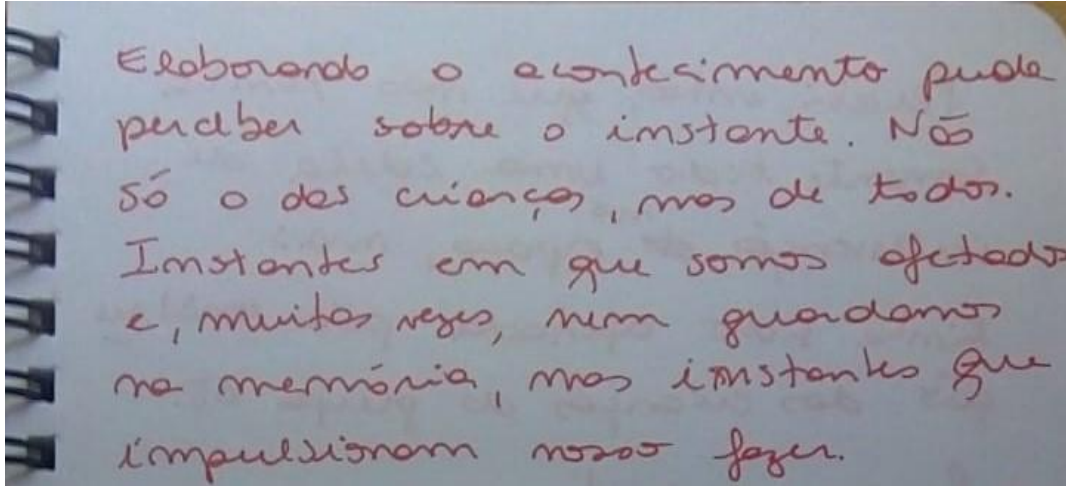 Elaborando o acontecimento pude
perceber sobre o instante. Não
só o das crianças, mas de todos.
Instantes em que somos afetados
e, muitas vezes, nem guardamos
na memória, mas instantes que
impulsionam nosso fazer.